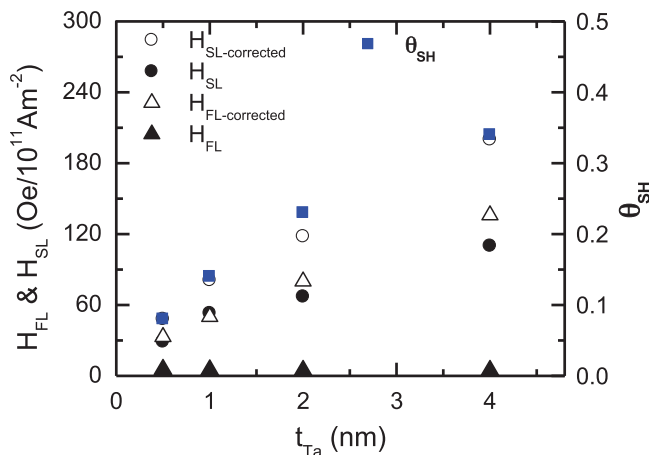 300
240
180
120
60
0
H_FL & H_SL (Oe/10^11Am^-2)
H_SL-corrected
H_SL
H_FL-corrected
H_FL
θ_SH
0.5
0.4
0.3
0.2
0.1
0.0
θ_SH
0 1 2 3 4
t_Ta (nm)